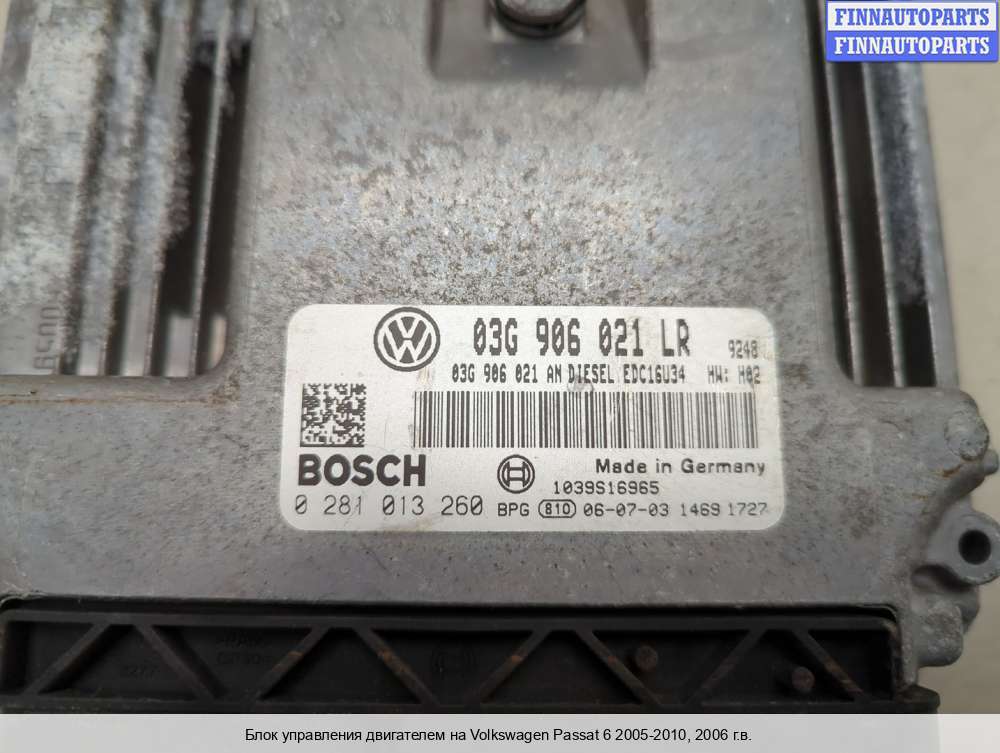 FINNAUTOPARTS
FINNAUTOPARTS
03G 906 021 LR 9248
03G 906 021 AN DIESEL EDC16U34 HW: H02
BOSCH
Made in Germany
1039S16965
0 281 013 260 BPG 810 06-07-03 1469 1727
Блок управления двигателем на Volkswagen Passat 6 2005-2010, 2006 г.в.